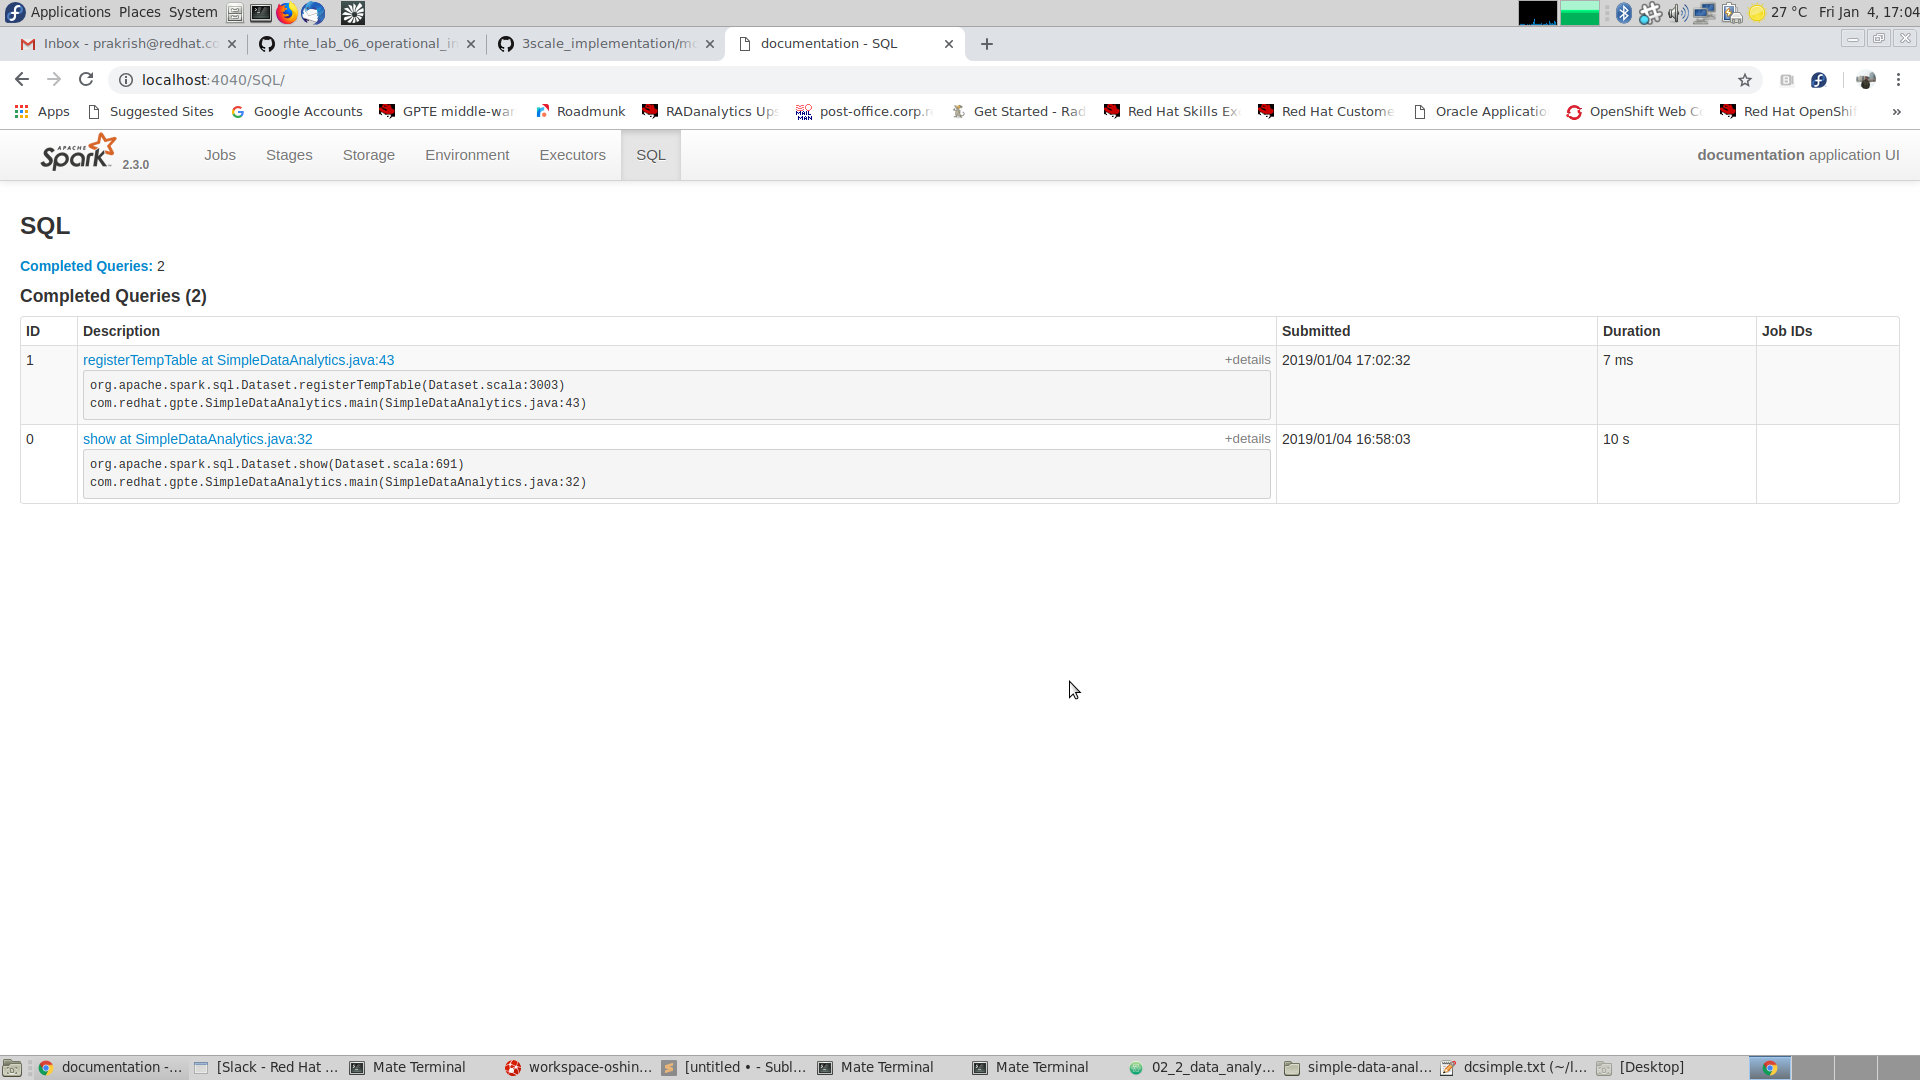 Applications Places System 27 °C Fri Jan 4, 17:04
Inbox - prakrish@redhat.co rhte_lab_06_operational_in 3scale_implementation/mo documentation - SQL
localhost:4040/SQL/
Apps Suggested Sites Google Accounts GPTE middle-war Roadmunk RADanalytics Ups post-office.corp.r Get Started - Rad Red Hat Skills Ex Red Hat Custome Oracle Applicatio OpenShift Web Co Red Hat OpenShif »
APACHE Spark 2.3.0 Jobs Stages Storage Environment Executors SQL documentation application UI
SQL
Completed Queries: 2
Completed Queries (2)
ID Description Submitted Duration Job IDs
1 registerTempTable at SimpleDataAnalytics.java:43 +details 2019/01/04 17:02:32 7 ms
org.apache.spark.sql.Dataset.registerTempTable(Dataset.scala:3003)
com.redhat.gpte.SimpleDataAnalytics.main(SimpleDataAnalytics.java:43)
0 show at SimpleDataAnalytics.java:32 +details 2019/01/04 16:58:03 10 s
org.apache.spark.sql.Dataset.show(Dataset.scala:691)
com.redhat.gpte.SimpleDataAnalytics.main(SimpleDataAnalytics.java:32)
documentation -... [Slack - Red Hat ... Mate Terminal workspace-oshin... [untitled • - Subl... Mate Terminal Mate Terminal 02_2_data_analy... simple-data-anal... dcsimple.txt (~/l... [Desktop]